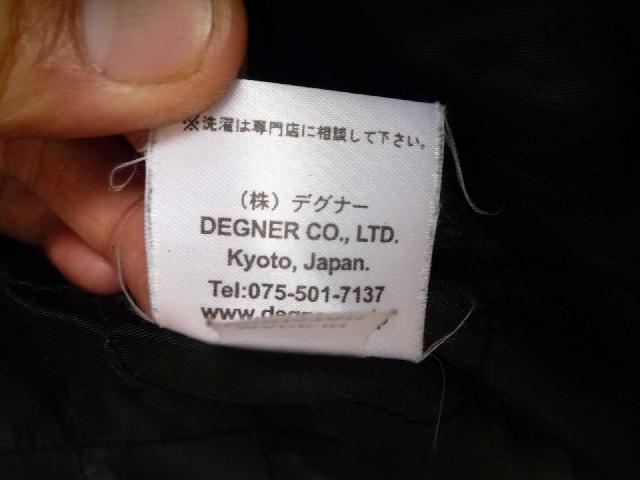 ※洗濯は専門店に相談して下さい。
（株）デグナー
DEGNER CO., LTD.
Kyoto, Japan.
Tel:075-501-7137